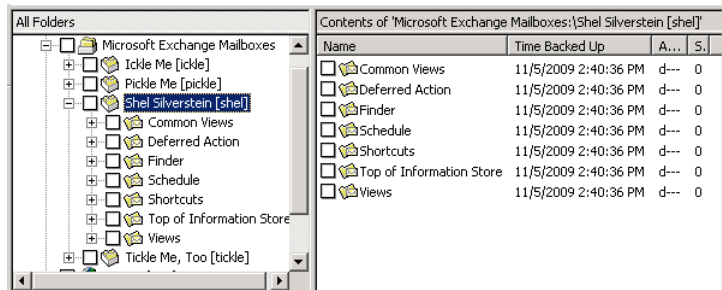 All Folders
Microsoft Exchange Mailboxes
Ickle Me [ickle]
Pickle Me [pickle]
Shel Silverstein [shel]
Common Views
Deferred Action
Finder
Schedule
Shortcuts
Top of Information Store
Views
Tickle Me, Too [tickle]
Contents of 'Microsoft Exchange Mailboxes:\Shel Silverstein [shel]'
Name Time Backed Up A... S.
Common Views 11/5/2009 2:40:36 PM d--- 0
Deferred Action 11/5/2009 2:40:36 PM d--- 0
Finder 11/5/2009 2:40:36 PM d--- 0
Schedule 11/5/2009 2:40:36 PM d--- 0
Shortcuts 11/5/2009 2:40:36 PM d--- 0
Top of Information Store 11/5/2009 2:40:36 PM d--- 0
Views 11/5/2009 2:40:36 PM d--- 0